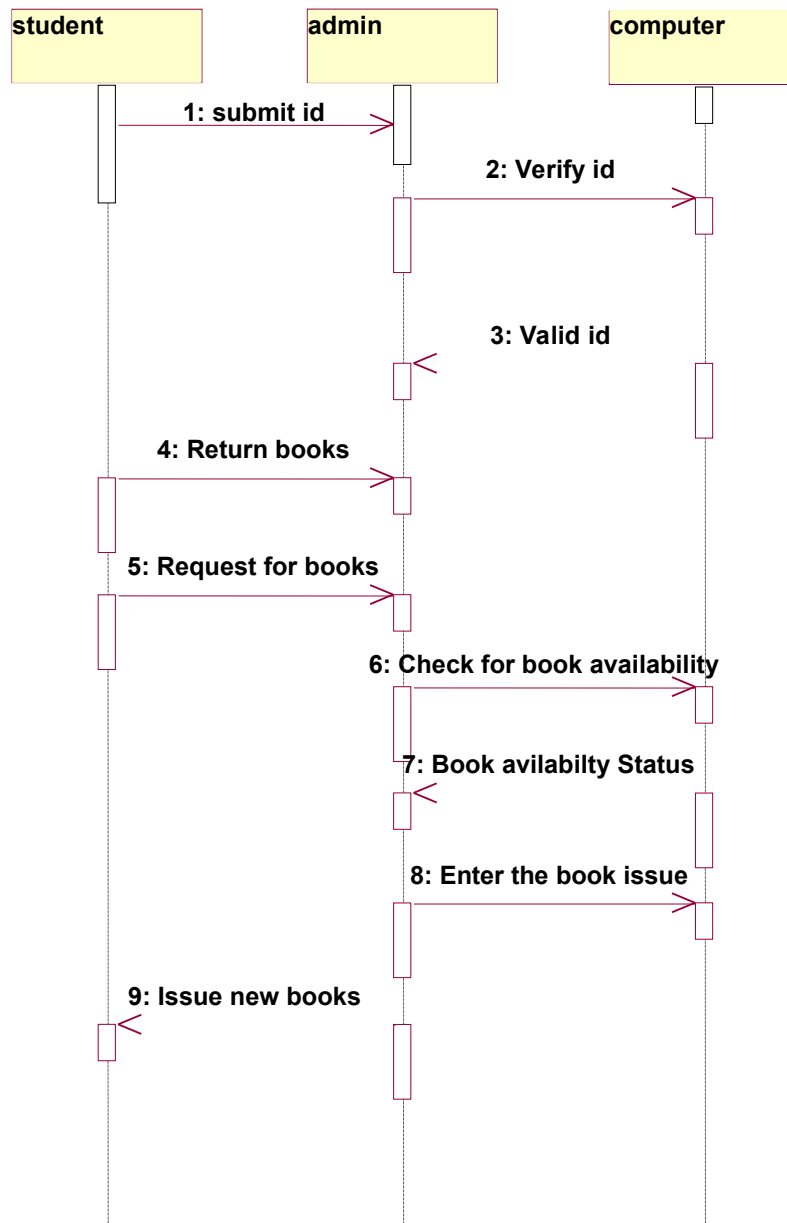 student
admin
computer
1: submit id
2: Verify id
3: Valid id
4: Return books
5: Request for books
6: Check for book availability
7: Book avilabilty Status
8: Enter the book issue
9: Issue new books